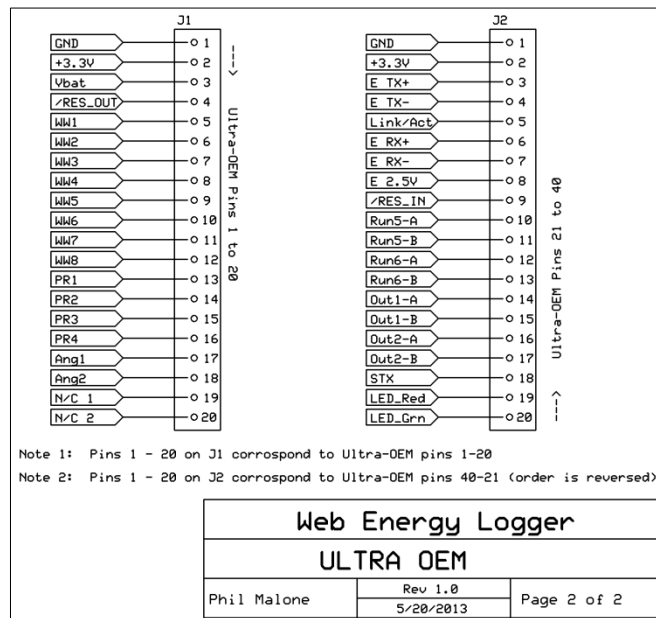 J1
GND 1
+3.3V 2
Vbat 3
/RES_OUT 4
WW1 5
WW2 6
WW3 7
WW4 8
WW5 9
WW6 10
WW7 11
WW8 12
PR1 13
PR2 14
PR3 15
PR4 16
Ang1 17
Ang2 18
N/C 1 19
N/C 2 20
---> Ultra-OEM Pins 1 to 20
J2
GND 1
+3.3V 2
E TX+ 3
E TX- 4
Link/Act 5
E RX+ 6
E RX- 7
E 2.5V 8
/RES_IN 9
Run5-A 10
Run5-B 11
Run6-A 12
Run6-B 13
Out1-A 14
Out1-B 15
Out2-A 16
Out2-B 17
STX 18
LED_Red 19
LED_Grn 20
---> Ultra-OEM Pins 21 to 40
Note 1: Pins 1 - 20 on J1 corrospond to Ultra-OEM pins 1-20
Note 2: Pins 1 - 20 on J2 correspond to Ultra-OEM pins 40-21 (order is reversed)
Web Energy Logger
ULTRA OEM
Phil Malone
Rev 1.0
5/20/2013
Page 2 of 2